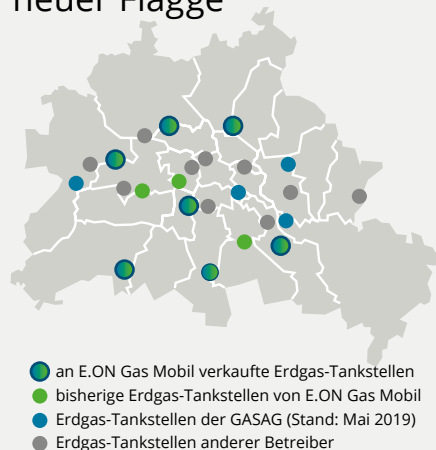 neuer Flagge
an E.ON Gas Mobil verkaufte Erdgas-Tankstellen
bisherige Erdgas-Tankstellen von E.ON Gas Mobil
Erdgas-Tankstellen der GASAG (Stand: Mai 2019)
Erdgas-Tankstellen anderer Betreiber